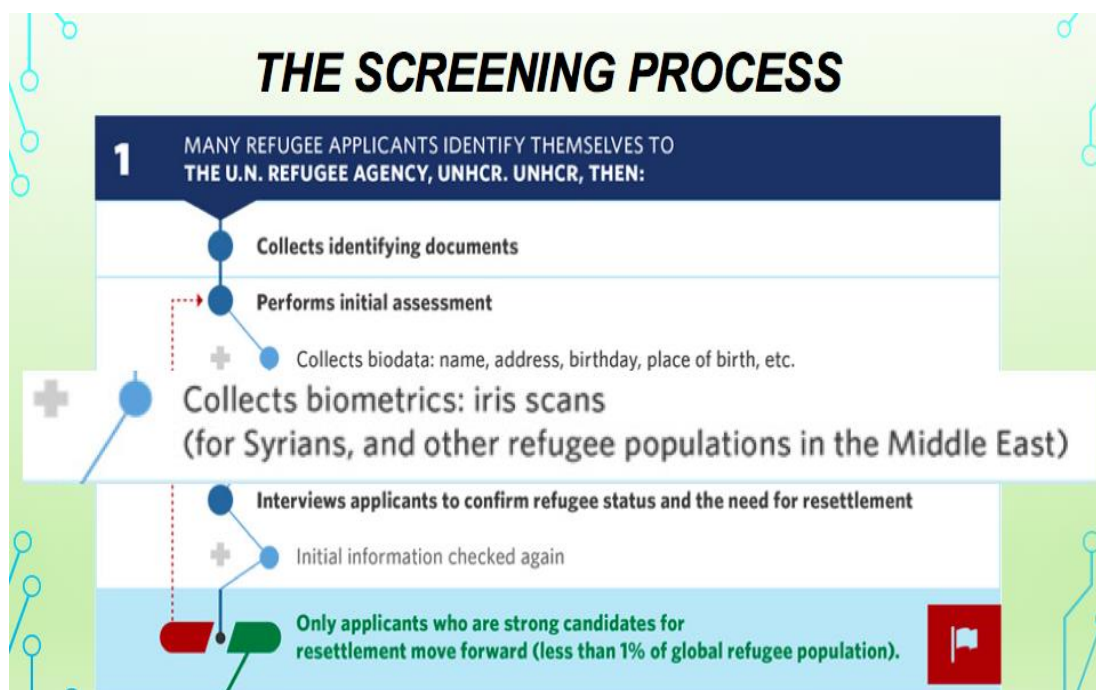 THE SCREENING PROCESS
1
MANY REFUGEE APPLICANTS IDENTIFY THEMSELVES TO
THE U.N. REFUGEE AGENCY, UNHCR. UNHCR, THEN:
Collects identifying documents
Performs initial assessment
Collects biodata: name, address, birthday, place of birth, etc.
Collects biometrics: iris scans
(for Syrians, and other refugee populations in the Middle East)
Interviews applicants to confirm refugee status and the need for resettlement
Initial information checked again
Only applicants who are strong candidates for
resettlement move forward (less than 1% of global refugee population).